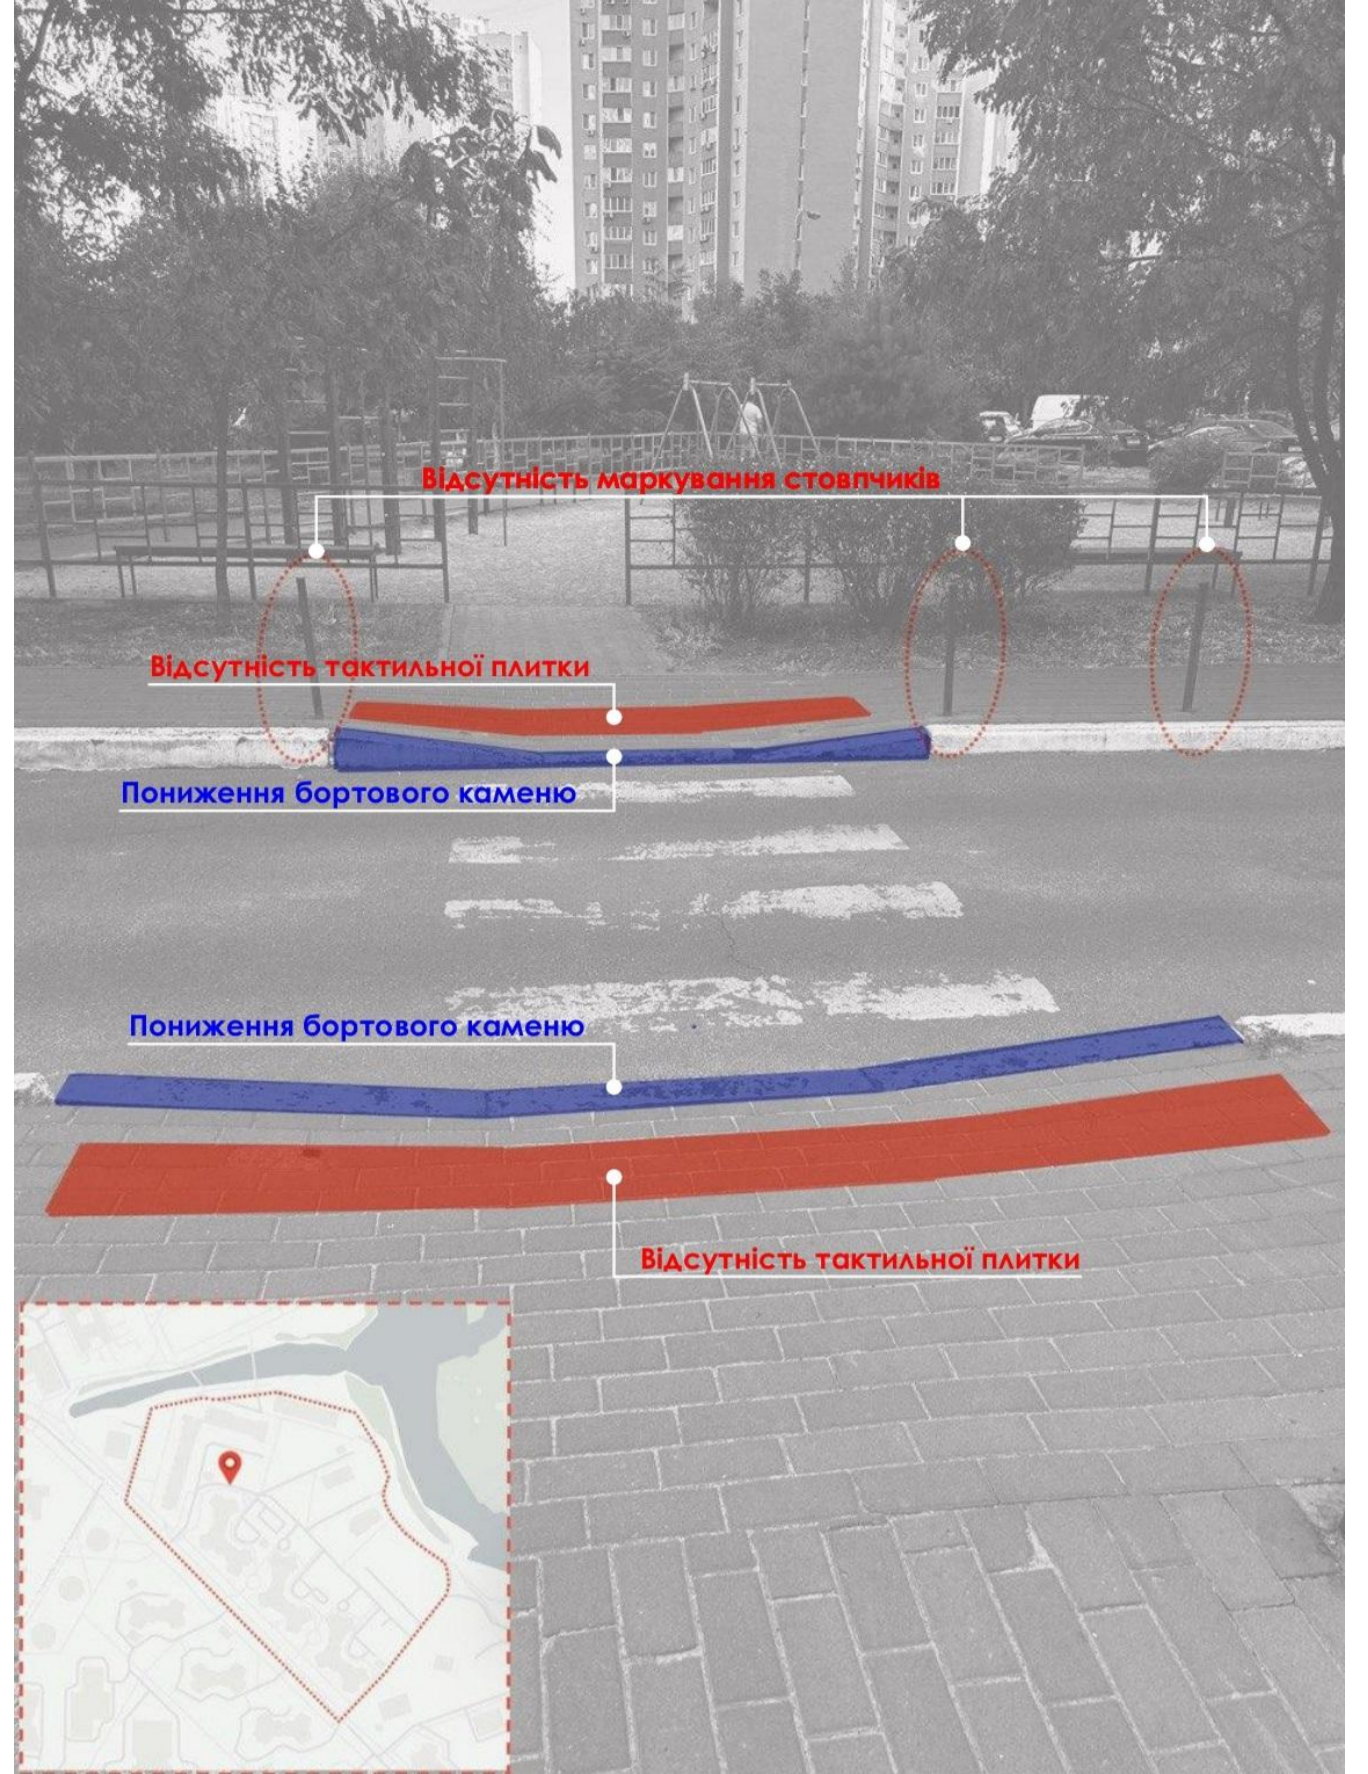 Відсутність маркування стовпчиків
Відсутність тактильної плитки
Пониження бортового каменю
Пониження бортового каменю
Відсутність тактильної плитки